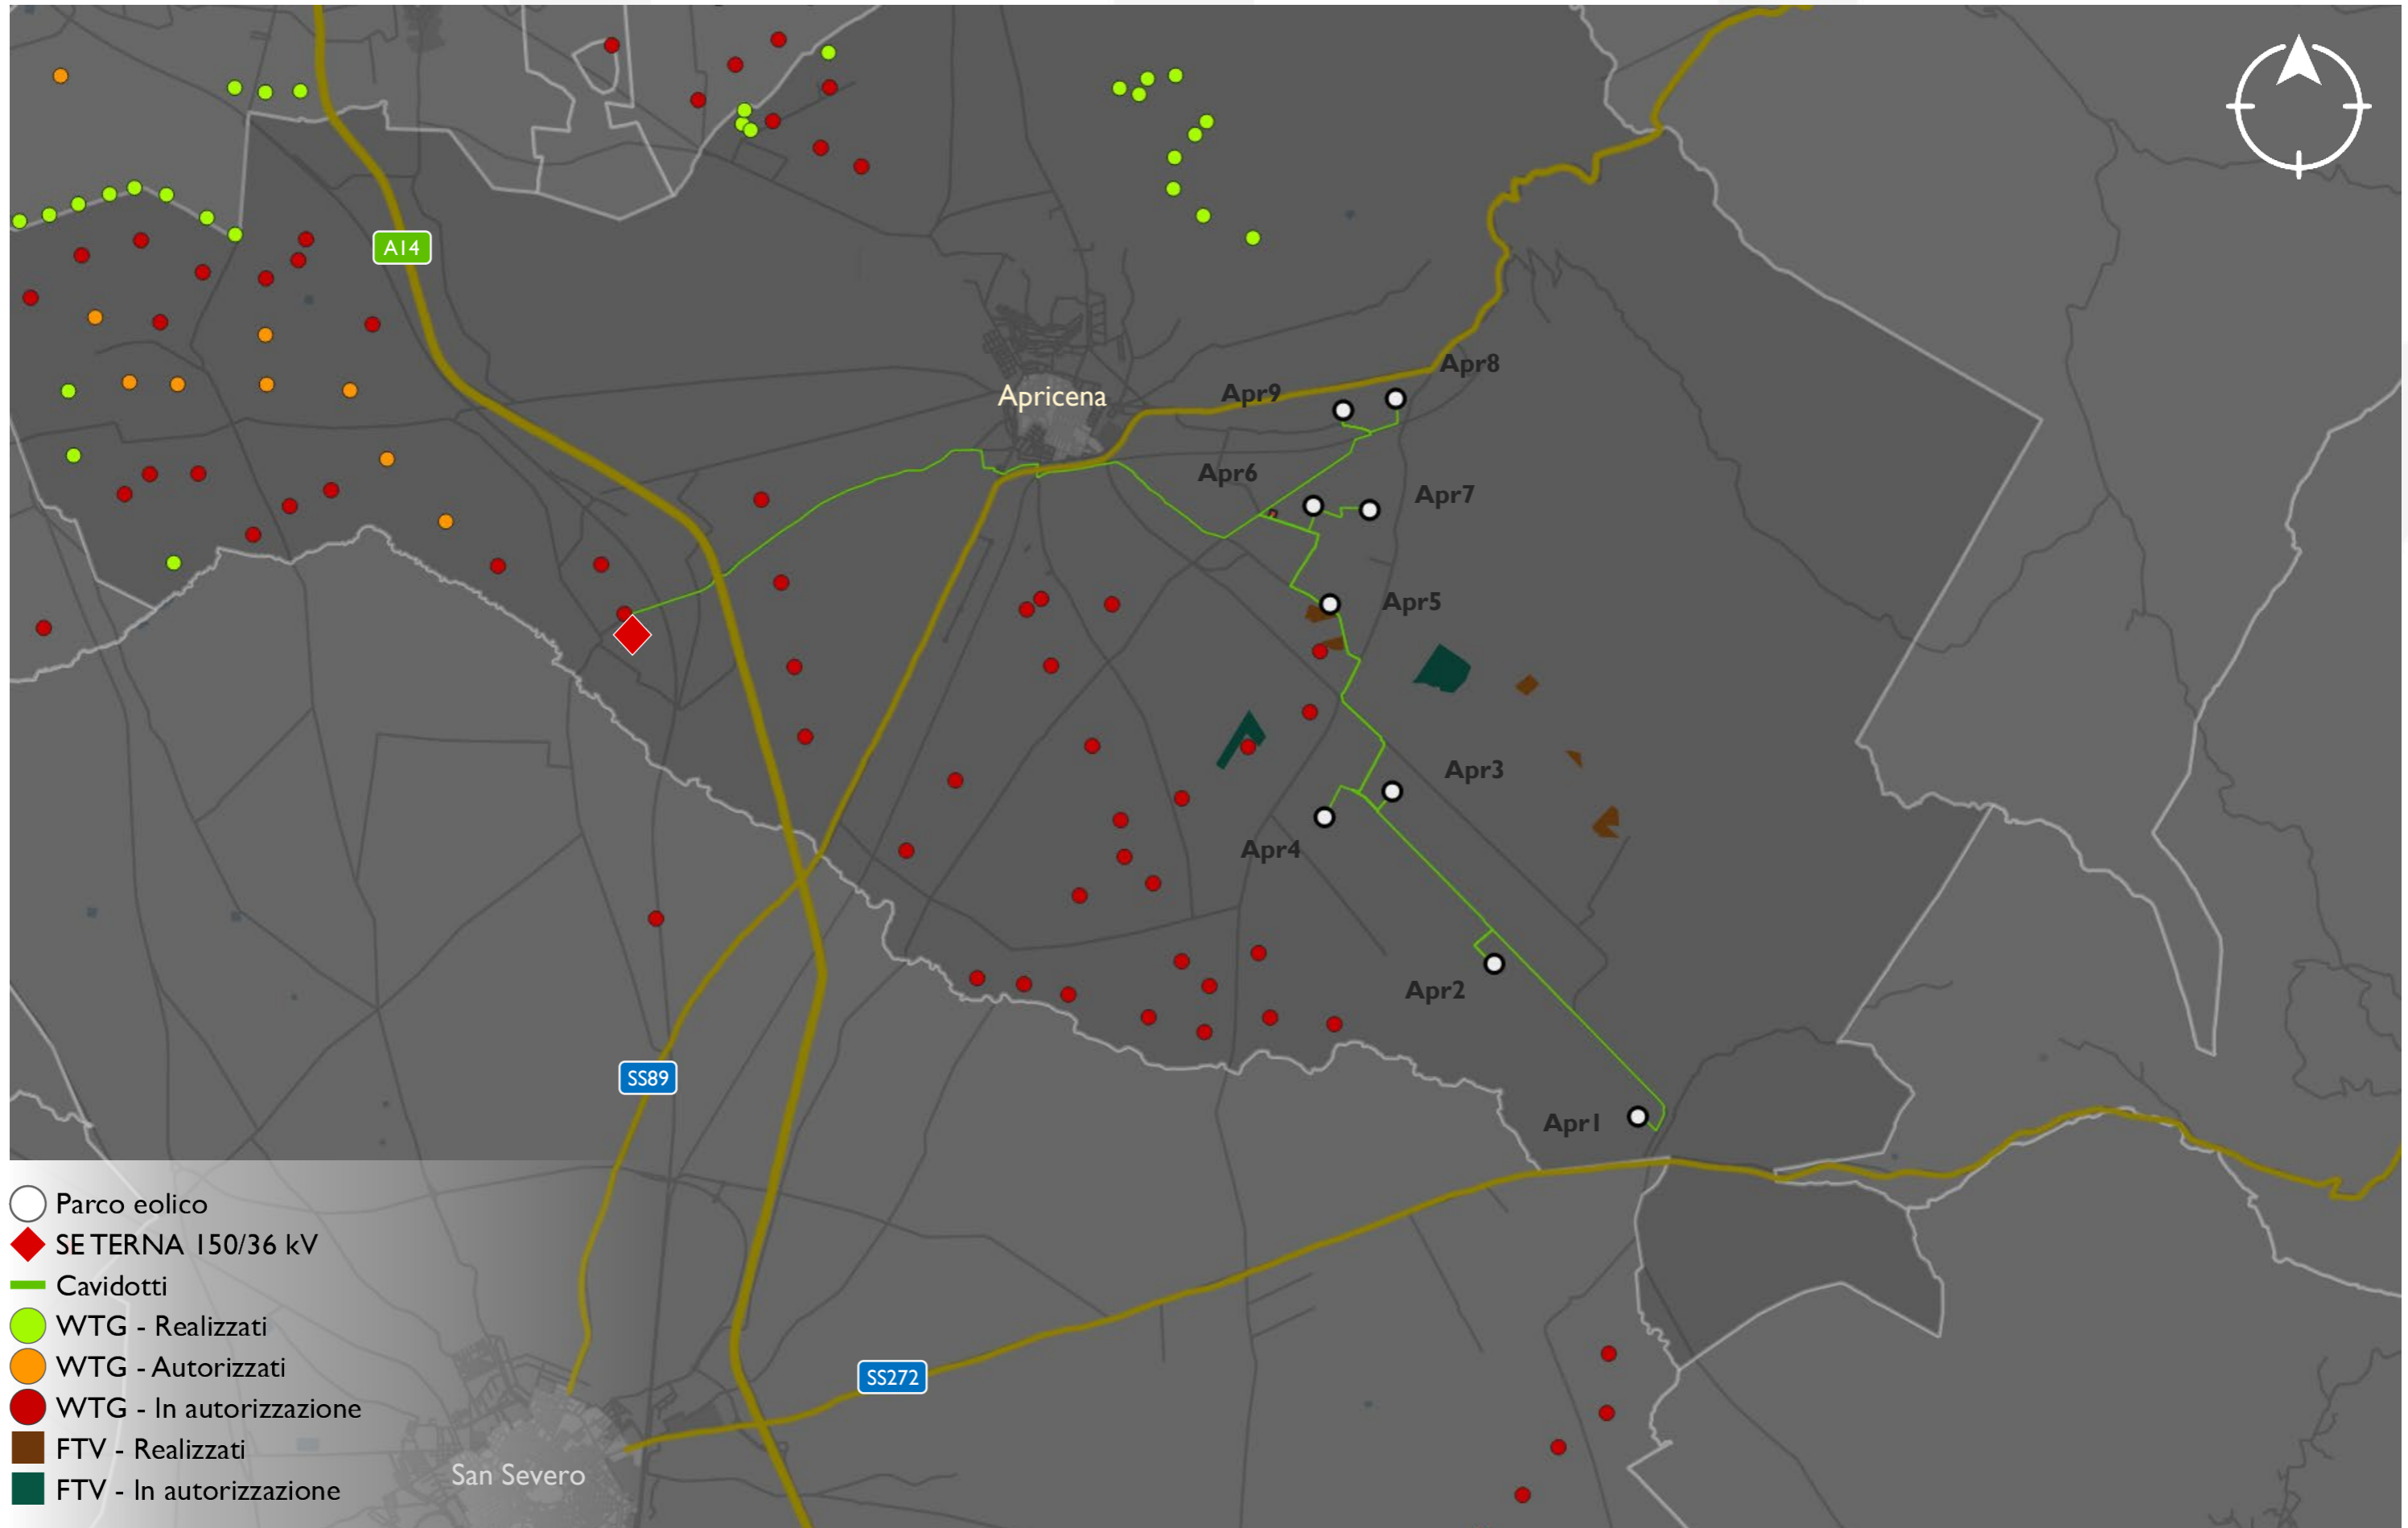 A14
Apricena
Apr8
Apr9
Apr6
Apr7
Apr5
Apr3
Apr4
Apr2
Apr1
SS89
SS272
San Severo
Parco eolico
SE TERNA 150/36 kV
Cavidotti
WTG - Realizzati
WTG - Autorizzati
WTG - In autorizzazione
FTV - Realizzati
FTV - In autorizzazione